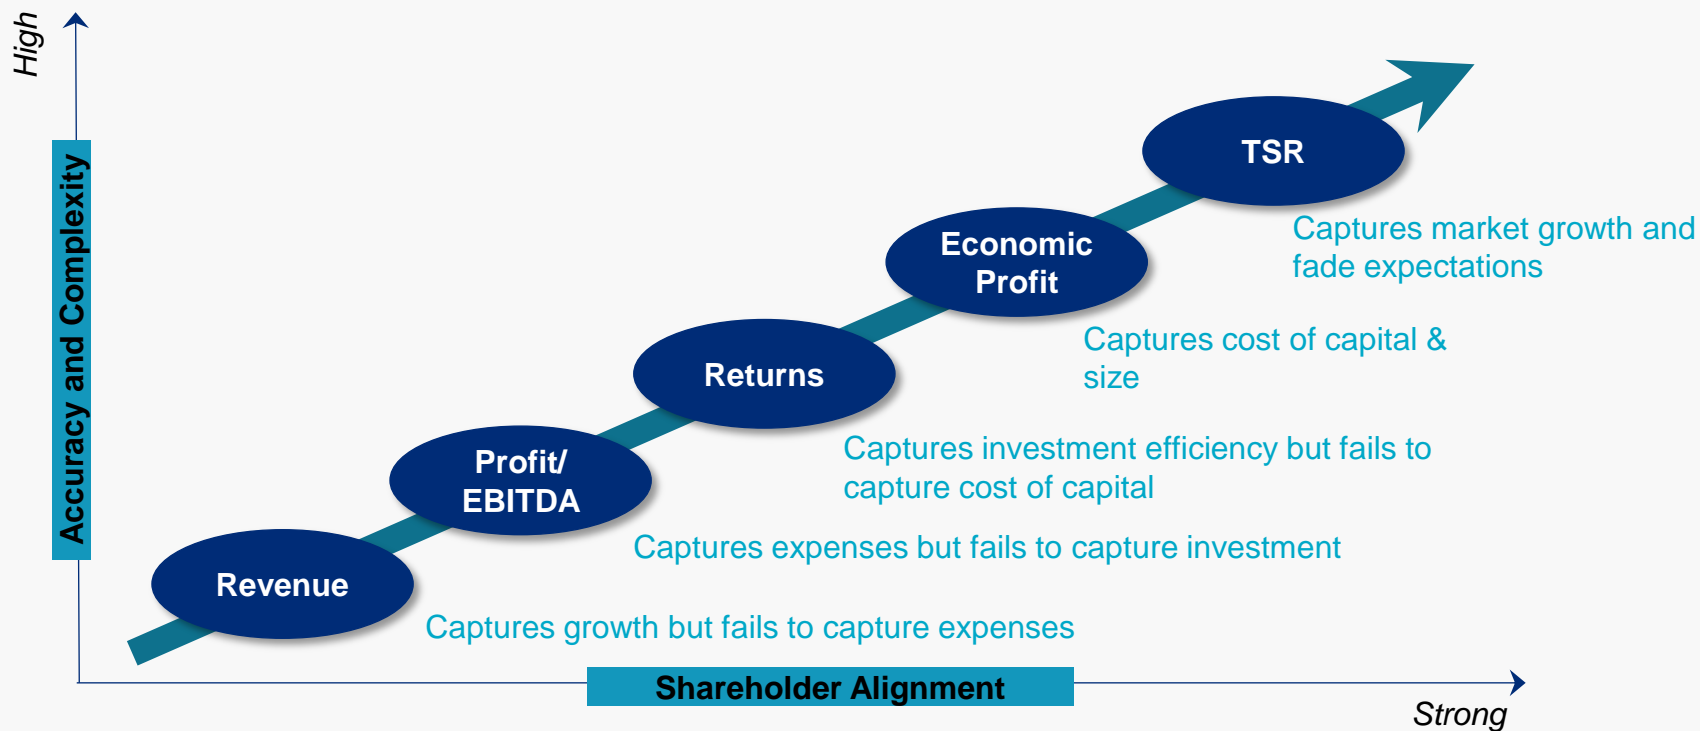 High
Accuracy and Complexity
TSR
Captures market growth and
fade expectations
Economic
Profit
Captures cost of capital &
size
Returns
Captures investment efficiency but fails to
capture cost of capital
Profit/
EBITDA
Captures expenses but fails to capture investment
Revenue
Captures growth but fails to capture expenses
Shareholder Alignment
Strong